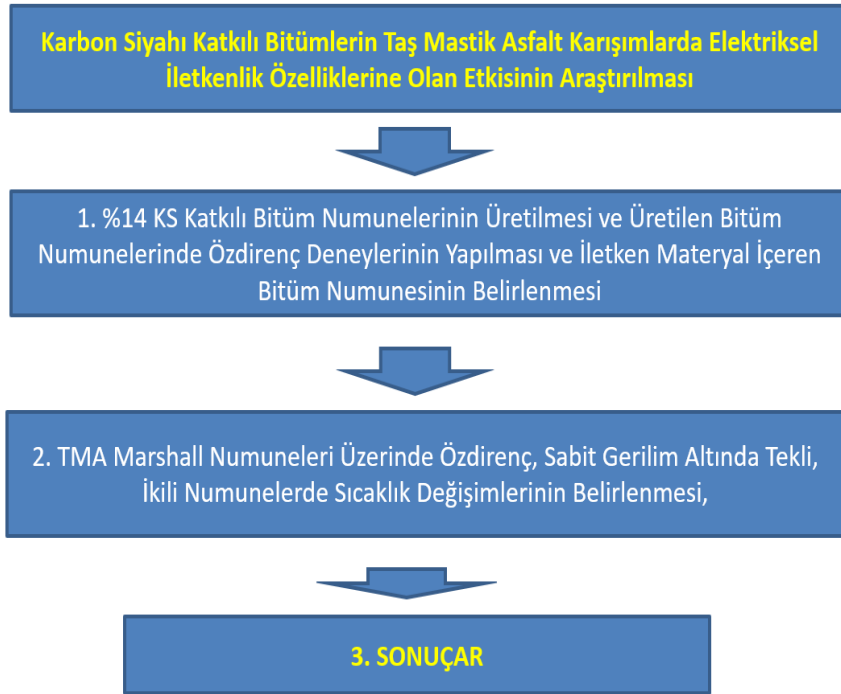 Karbon Siyahı Katkılı Bitümlerin Taş Mastik Asfalt Karışımlarda Elektriksel
İletkenlik Özelliklerine Olan Etkisinin Araştırılması
1. %14 KS Katkılı Bitüm Numunelerinin Üretilmesi ve Üretilen Bitüm
Numunelerinde Özdirenç Deneylerinin Yapılması ve İletken Materyal İçeren
Bitüm Numunesinin Belirlenmesi
2. TMA Marshall Numuneleri Üzerinde Özdirenç, Sabit Gerilim Altında Tekli,
İkili Numunelerde Sıcaklık Değişimlerinin Belirlenmesi,
3. SONUÇAR